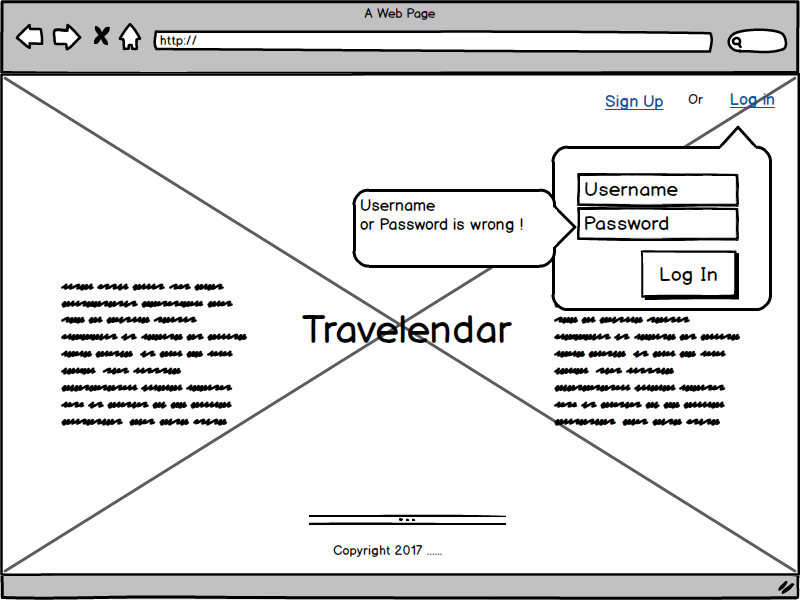 A Web Page
http://
Sign Up Or Log in
Username
or Password is wrong !
Username
Password
Log In
Travelendar
Copyright 2017 ......